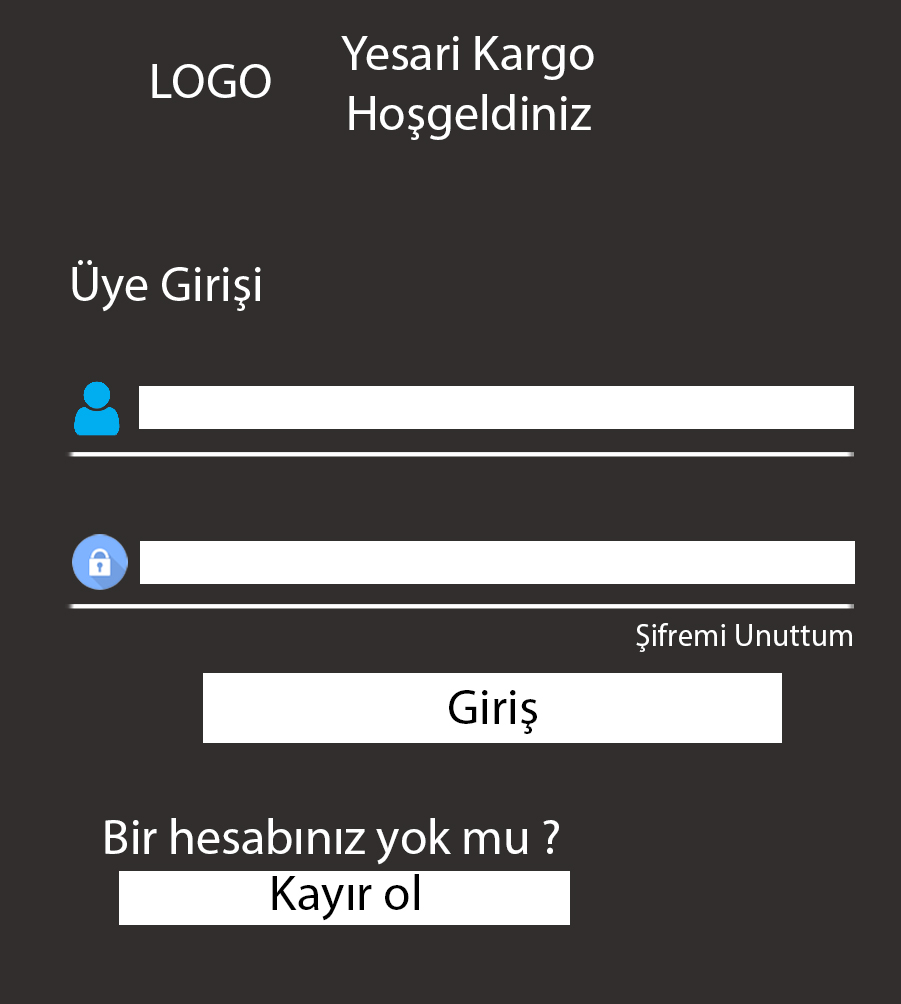 LOGO
Yesari Kargo
Hoşgeldiniz
Üye Girişi
Şifremi Unuttum
Giriş
Bir hesabınız yok mu ?
Kayır ol